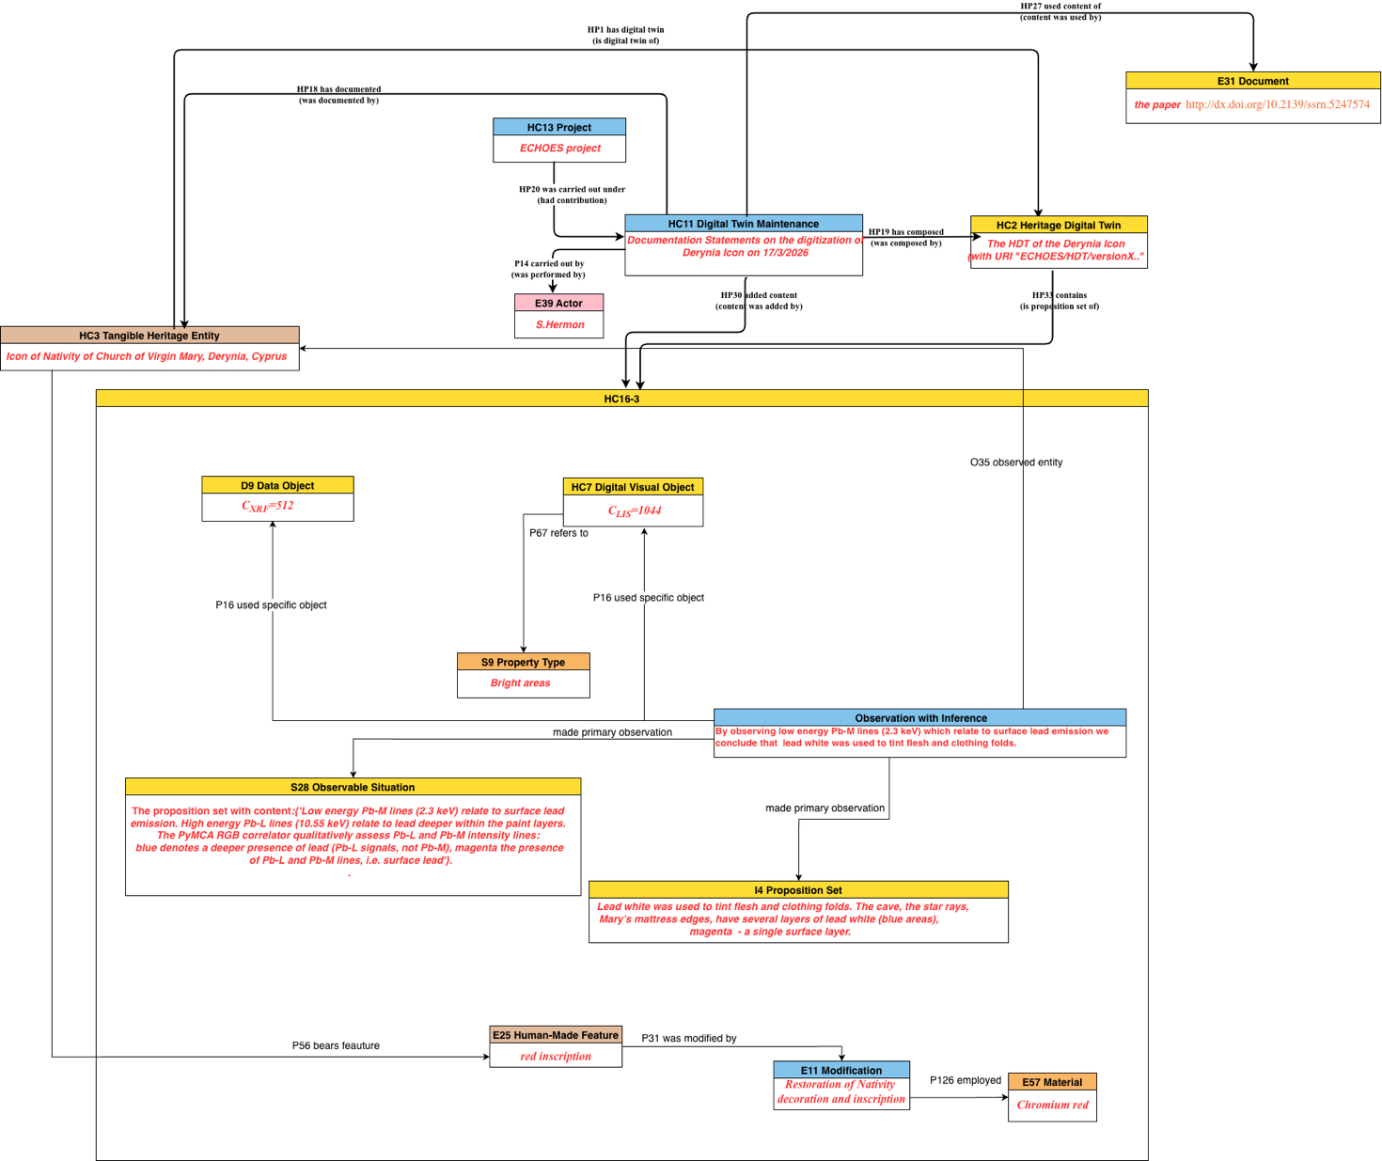 HP27 used content of
(content was used by)
HP1 has digital twin
(is digital twin of)
E31 Document
the paper http://dx.doi.org/10.2139/ssrn.5247574
HP18 has documented
(was documented by)
HC13 Project
ECHOES project
HP20 was carried out under
(had contribution)
HC11 Digital Twin Maintenance
Documentation Statements on the digitization of
Derynia Icon on 17/3/2026
HP19 has composed
(was composed by)
HC2 Heritage Digital Twin
The HDT of the Derynia Icon
(with URI "ECHOES/HDT/versionX.."
P14 carried out by
(was performed by)
E39 Actor
S.Hermon
HP30 added content
(content was added by)
HP33 contains
(is proposition set of)
HC3 Tangible Heritage Entity
Icon of Nativity of Church of Virgin Mary, Derynia, Cyprus
HC16-3
O35 observed entity
D9 Data Object
CXRF=512
HC7 Digital Visual Object
CLIS=1044
P67 refers to
P16 used specific object
P16 used specific object
S9 Property Type
Bright areas
Observation with Inference
By observing low energy Pb-M lines (2.3 keV) which relate to surface lead emission we
conclude that lead white was used to tint flesh and clothing folds.
made primary observation
S28 Observable Situation
The proposition set with content:{'Low energy Pb-M lines (2.3 keV) relate to surface lead
emission. High energy Pb-L lines (10.55 keV) relate to lead deeper within the paint layers.
The PyMCA RGB correlator qualitatively assess Pb-L and Pb-M intensity lines:
blue denotes a deeper presence of lead (Pb-L signals, not Pb-M), magenta the presence
of Pb-L and Pb-M lines, i.e. surface lead'}.
.
made primary observation
I4 Proposition Set
Lead white was used to tint flesh and clothing folds. The cave, the star rays,
Mary's mattress edges, have several layers of lead white (blue areas),
magenta - a single surface layer.
P56 bears feauture
E25 Human-Made Feature
red inscription
P31 was modified by
E11 Modification
Restoration of Nativity
decoration and inscription
P126 employed
E57 Material
Chromium red